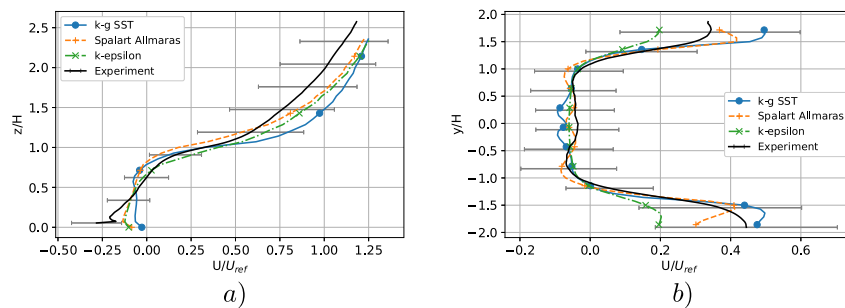 k-g SST
Spalart Allmaras
k-epsilon
Experiment
z/H
2.5
2.0
1.5
1.0
0.5
0.0
−0.25 0.00 0.25 0.50 0.75 1.00 1.25
U/U_ref
a)
k-g SST
Spalart Allmaras
k-epsilon
Experiment
y/H
2.0
1.5
1.0
0.5
0.0
−0.5
−1.0
−1.5
−2.0
−0.2 0.0 0.2 0.4 0.6
U/U_ref
b)